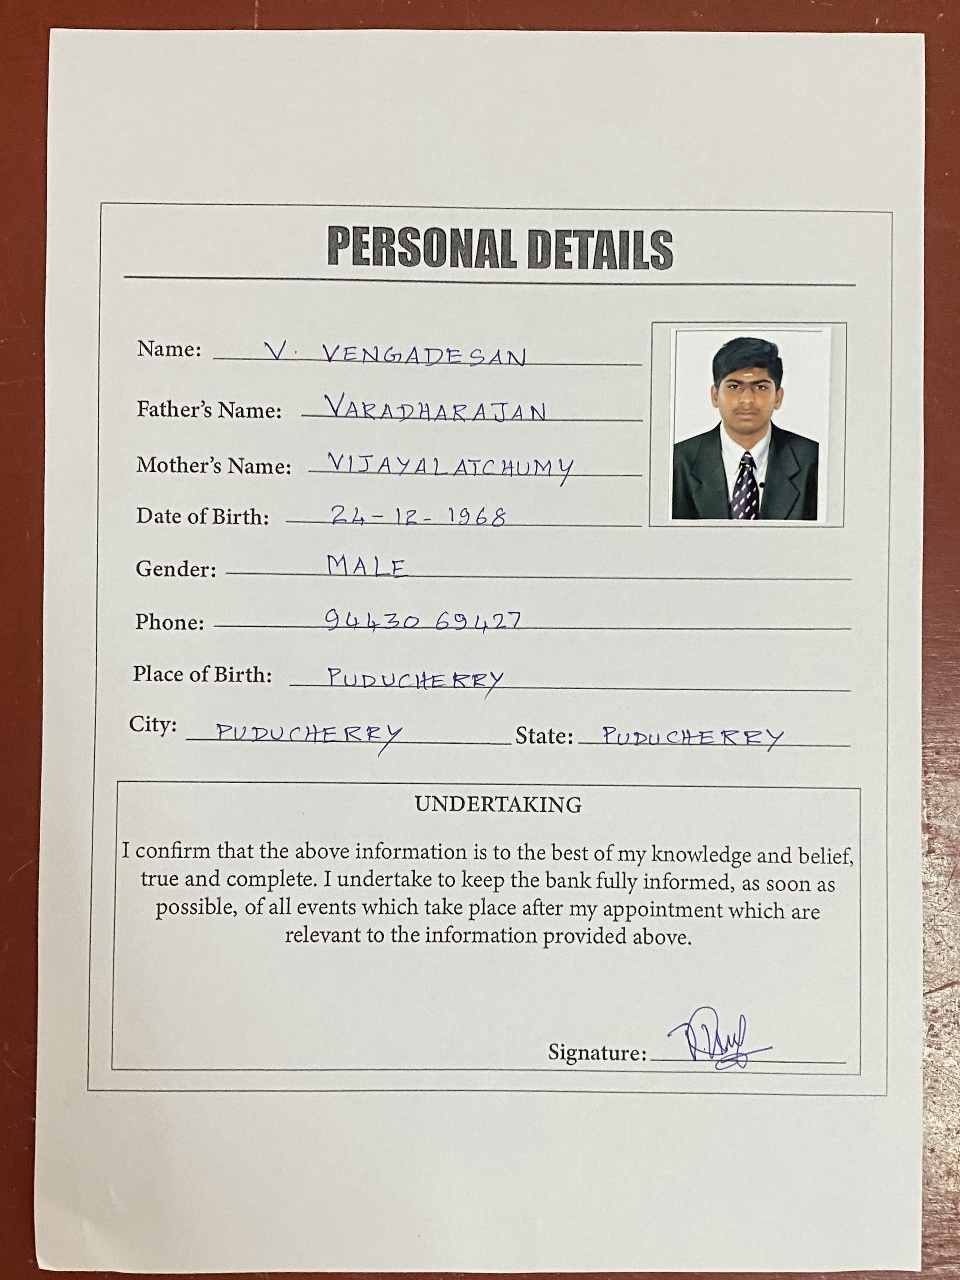 PERSONAL DETAILS
Name: V. VENGADESAN
Father's Name: VARADHARAJAN
Mother's Name: VIJAYALATCHUMY
Date of Birth: 24-12-1968
Gender: MALE
Phone: 94430 69427
Place of Birth: PUDUCHERRY
City: PUDUCHERRY State: PUDUCHERRY
UNDERTAKING
I confirm that the above information is to the best of my knowledge and belief,
true and complete. I undertake to keep the bank fully informed, as soon as
possible, of all events which take place after my appointment which are
relevant to the information provided above.
Signature: